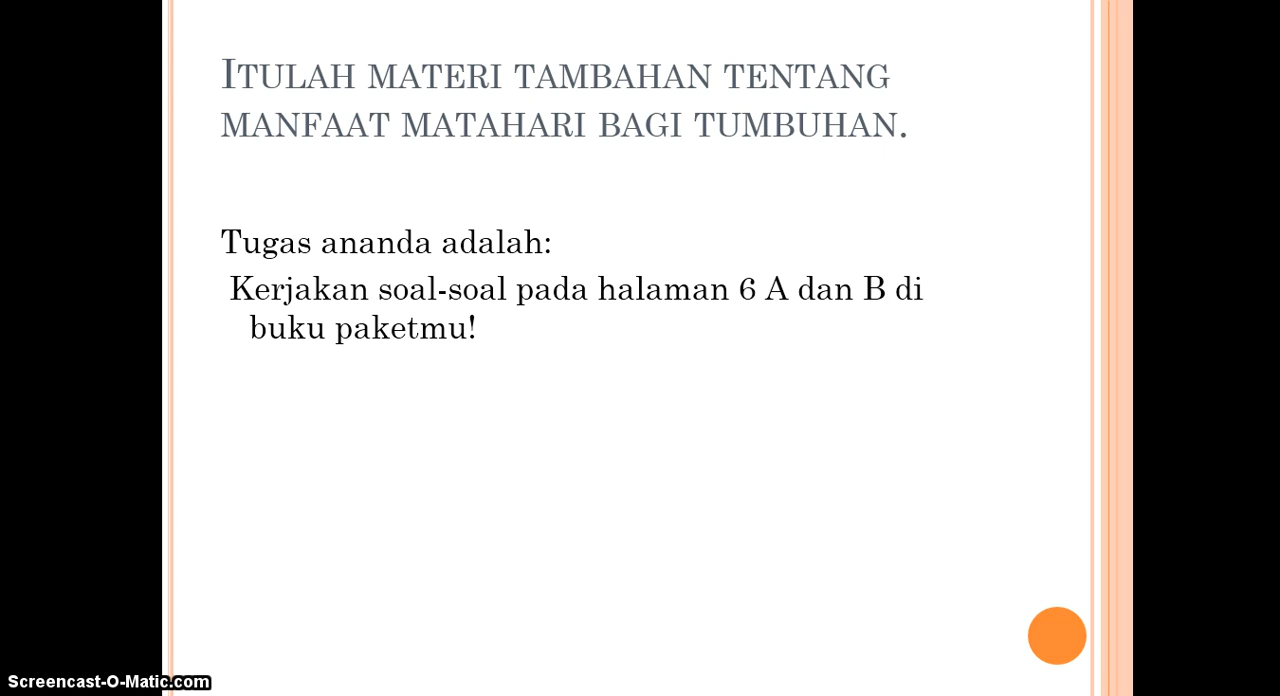 Itulah materi tambahan tentang
manfaat matahari bagi tumbuhan.
Tugas ananda adalah:
Kerjakan soal-soal pada halaman 6 A dan B di
buku paketmu!
Screencast-O-Matic.com